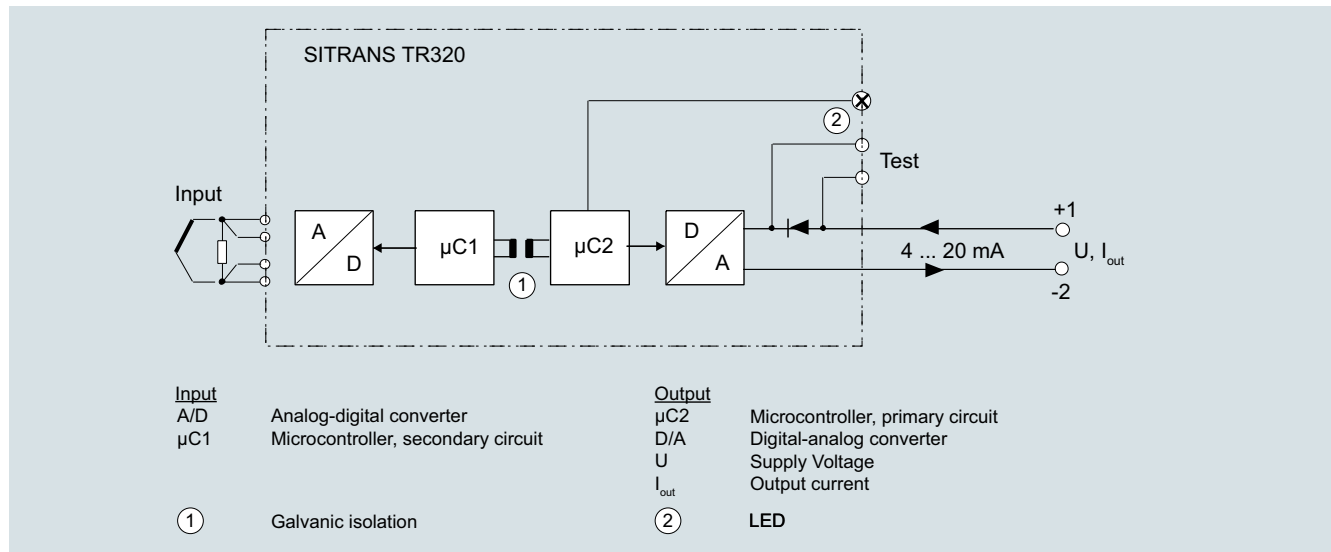 SITRANS TR320
2
Test
Input
+1
A
D
µC1
µC2
D
A
4 ... 20 mA
U, Iout
1
-2
Input
A/D Analog-digital converter
µC1 Microcontroller, secondary circuit
1 Galvanic isolation
Output
µC2 Microcontroller, primary circuit
D/A Digital-analog converter
U Supply Voltage
Iout Output current
2 LED